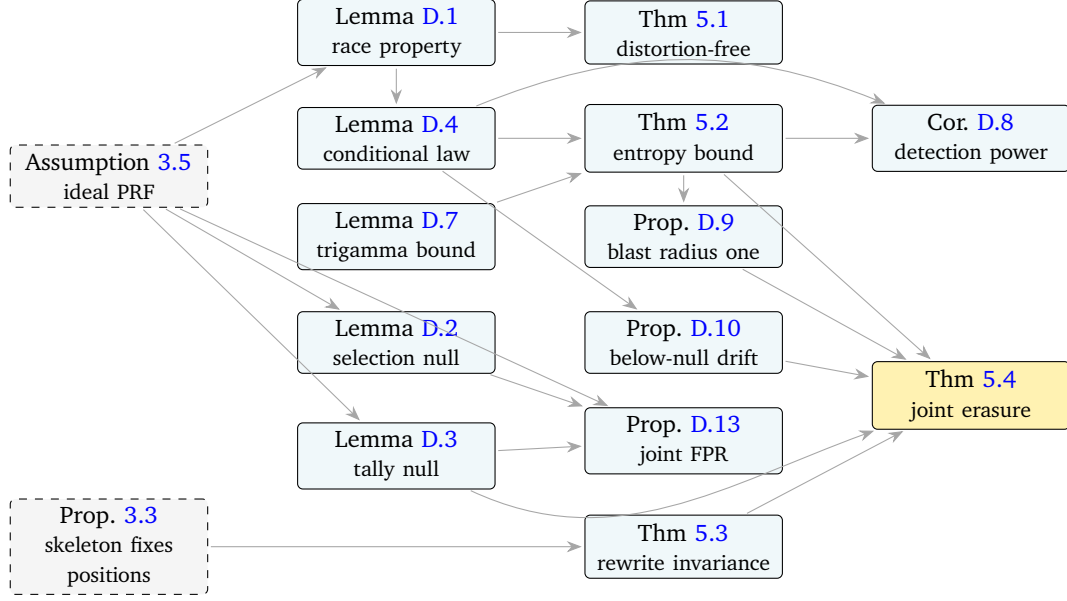 Lemma D.1
race property
Thm 5.1
distortion-free
Lemma D.4
conditional law
Thm 5.2
entropy bound
Cor. D.8
detection power
Assumption 3.5
ideal PRF
Lemma D.7
trigamma bound
Prop. D.9
blast radius one
Lemma D.2
selection null
Prop. D.10
below-null drift
Thm 5.4
joint erasure
Lemma D.3
tally null
Prop. D.13
joint FPR
Prop. 3.3
skeleton fixes
positions
Thm 5.3
rewrite invariance